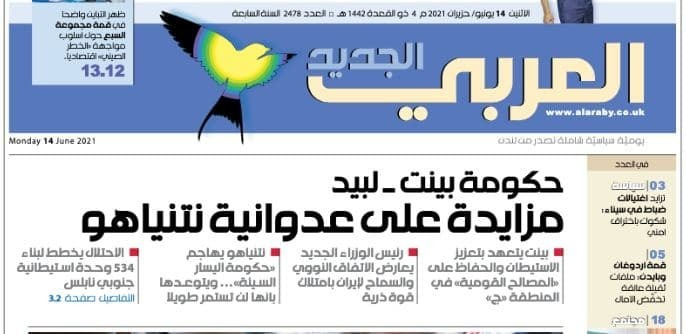 الاثنين 14 يونيو/ حزيران 2021 م 4 ذو القعدة 1442 هـ □ العدد 2478 السنة السابعة
ظهر التباين واضحاً
في قمة مجموعة
السبع حول أسلوب
مواجهة «الخطر
الصيني» اقتصادياً.
13.12
العربي الجديد
www.alaraby.co.uk
يومية سياسية شاملة تصدر من لندن
Monday 14 June 2021
حكومة بينت ـ لبيد
مزايدة على عدوانية نتنياهو
بينت يتعهد بتعزيز
الاستيطان والحفاظ على
«المصالح القومية» في
المنطقة «ج»
رئيس الوزراء الجديد
يعارض الاتفاق النووي
والسماح لإيران بامتلاك
قوة ذرية
نتنياهو يهاجم
«حكومة اليسار
السيئة»... ويتوعدها
بأنها لن تستمر طويلاً
الاحتلال يخطط لبناء
534 وحدة استيطانية
جنوبي نابلس
التفاصيل صفحة 3.2
في العدد
03 سياسة
تزايد اغتيالات
ضباط في سيناء:
شكوك باختراق
أمني
05
قمة أردوغان
وبايدن: ملفات
ثقيلة عالقة
تخفض الآمال
18 مجتمع